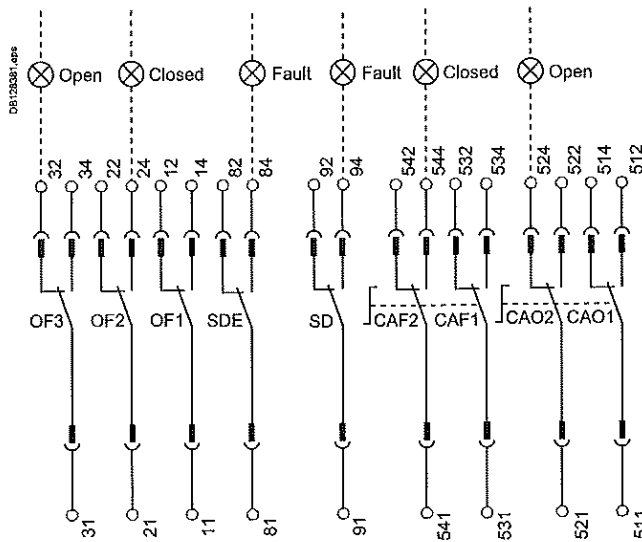 DB128381.eps
Open
Closed
Fault
Fault
Closed
Open
32
34
22
24
12
14
82
84
92
94
542
544
532
534
524
522
514
512
OF3
OF2
OF1
SDE
SD
CAF2
CAF1
CAO2
CAO1
31
21
11
81
91
541
531
521
511